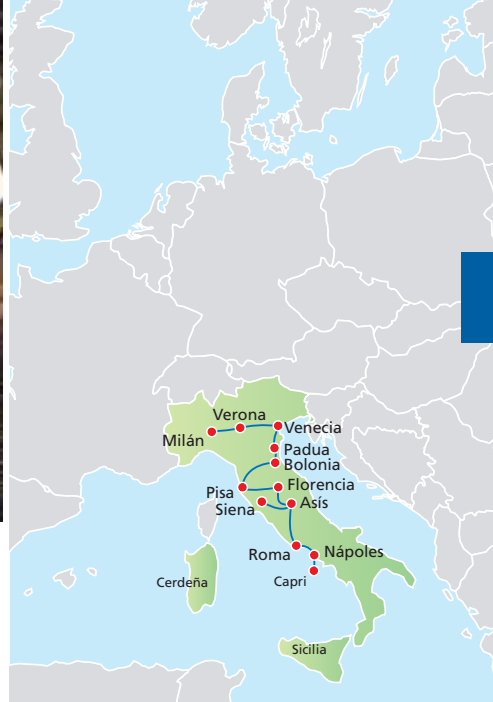 Verona
Venecia
Milán
Padua
Bolonia
Florencia
Pisa
Asís
Siena
Roma
Nápoles
Capri
Cerdeña
Sicilia